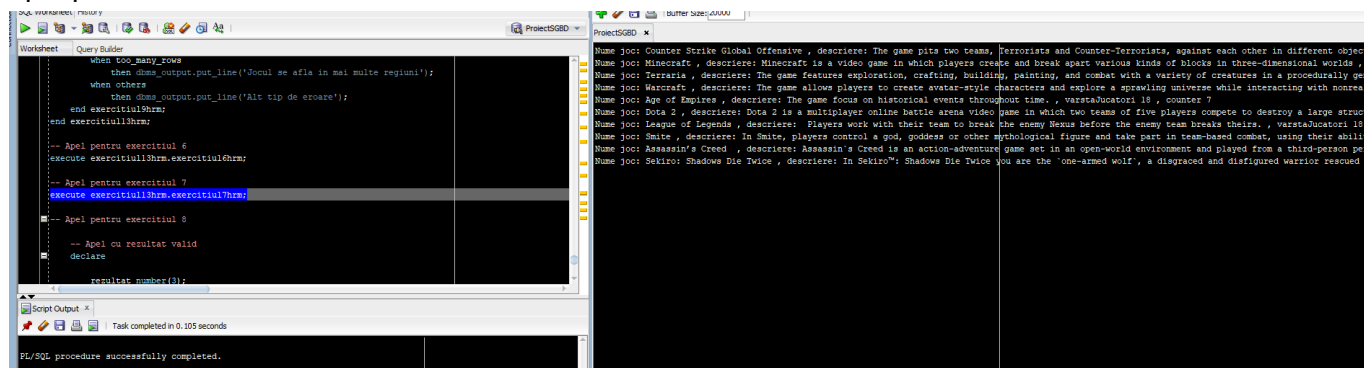 SQL Worksheet History
ProiectSGBD
Worksheet Query Builder
when too_many_rows
then dbms_output.put_line('Jocul se afla in mai multe regiuni');
when others
then dbms_output.put_line('Alt tip de eroare');
end exercitiul9hrm;
end exercitiul13hrm;
-- Apel pentru exercitiul 6
execute exercitiul13hrm.exercitiul6hrm;
-- Apel pentru exercitiul 7
execute exercitiul13hrm.exercitiul7hrm;
-- Apel pentru exercitiul 8
-- Apel cu rezultat valid
declare
rezultat number(3);
Script Output ×
Task completed in 0.105 seconds
PL/SQL procedure successfully completed.
Buffer Size: 20000
ProiectSGBD ×
Nume joc: Counter Strike Global Offensive , descriere: The game pits two teams, Terrorists and Counter-Terrorists, against each other in different objec
Nume joc: Minecraft , descriere: Minecraft is a video game in which players create and break apart various kinds of blocks in three-dimensional worlds ,
Nume joc: Terraria , descriere: The game features exploration, crafting, building, painting, and combat with a variety of creatures in a procedurally ge
Nume joc: Warcraft , descriere: The game allows players to create avatar-style characters and explore a sprawling universe while interacting with nonrea
Nume joc: Age of Empires , descriere: The game focus on historical events throughout time. , varstaJucatori 18 , counter 7
Nume joc: Dota 2 , descriere: Dota 2 is a multiplayer online battle arena video game in which two teams of five players compete to destroy a large struc
Nume joc: League of Legends , descriere: Players work with their team to break the enemy Nexus before the enemy team breaks theirs. , varstaJucatori 18
Nume joc: Smite , descriere: In Smite, players control a god, goddess or other mythological figure and take part in team-based combat, using their abili
Nume joc: Assassin's Creed , descriere: Assassin`s Creed is an action-adventure game set in an open-world environment and played from a third-person pe
Nume joc: Sekiro: Shadows Die Twice , descriere: In Sekiro™: Shadows Die Twice you are the `one-armed wolf`, a disgraced and disfigured warrior rescued